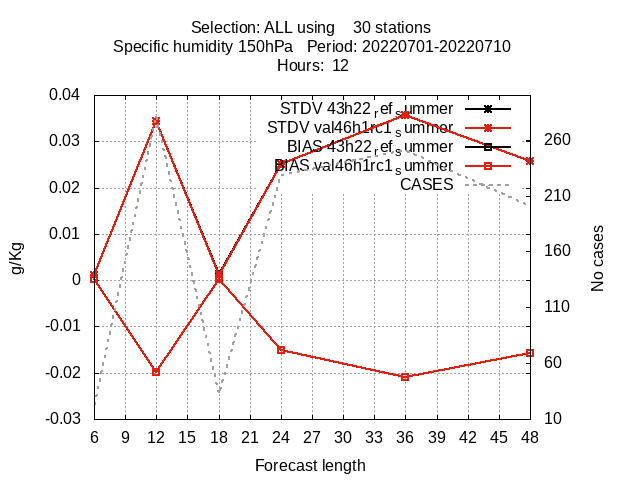 Selection: ALL using    30 stations
Specific humidity 150hPa   Period: 20220701-20220710
Hours:  12
0.04
0.03
0.02
0.01
0
-0.01
-0.02
-0.03
g/Kg
STDV 43h22_ref_summer
STDV val46h1rc1_summer
BIAS 43h22_ref_summer
BIAS val46h1rc1_summer
CASES
260
210
160
110
60
10
No cases
6 9 12 15 18 21 24 27 30 33 36 39 42 45 48
Forecast length